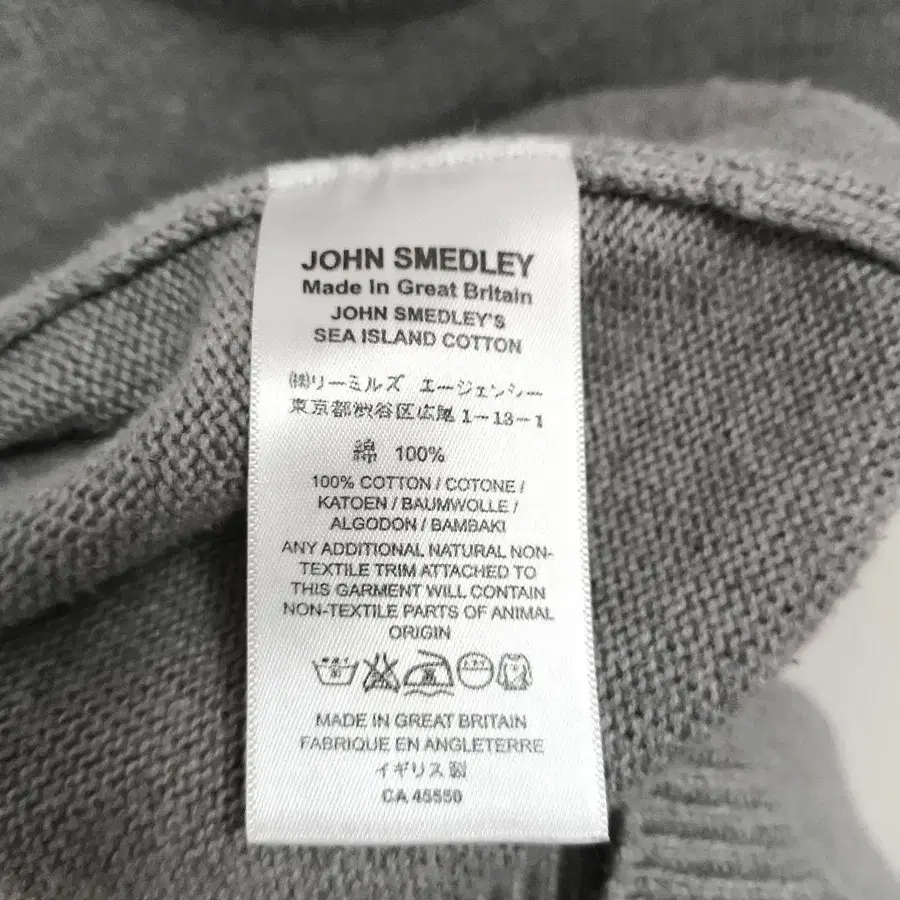 JOHN SMEDLEY
Made In Great Britain
JOHN SMEDLEY'S
SEA ISLAND COTTON
㈱リーミルズ エージェンシー
東京都渋谷区広尾 1-13-1
綿 100%
100% COTTON / COTONE /
KATOEN / BAUMWOLLE /
ALGODON / BAMBAKI
ANY ADDITIONAL NATURAL NON-
TEXTILE TRIM ATTACHED TO
THIS GARMENT WILL CONTAIN
NON-TEXTILE PARTS OF ANIMAL
ORIGIN
MADE IN GREAT BRITAIN
FABRIQUE EN ANGLETERRE
イギリス製
CA 45550